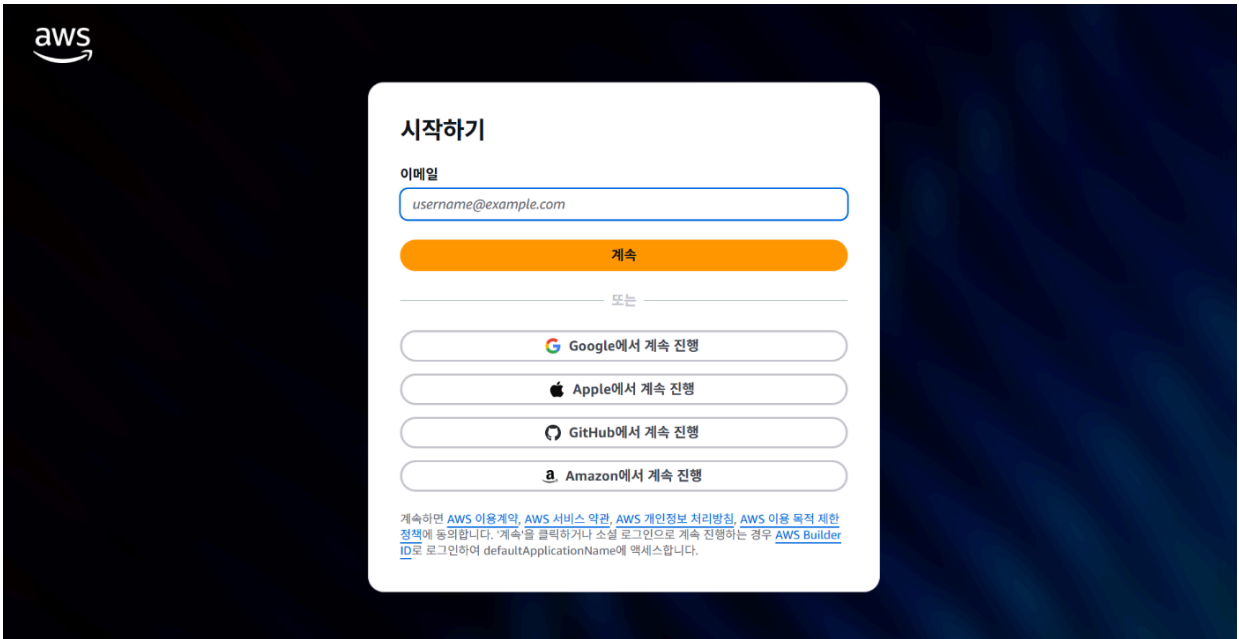 aws
시작하기
이메일
username@example.com
계속
또는
Google에서 계속 진행
Apple에서 계속 진행
GitHub에서 계속 진행
Amazon에서 계속 진행
계속하면 AWS 이용계약, AWS 서비스 약관, AWS 개인정보 처리방침, AWS 이용 목적 제한
정책에 동의합니다. '계속'을 클릭하거나 소셜 로그인으로 계속 진행하는 경우 AWS Builder
ID로 로그인하여 defaultApplicationName에 액세스합니다.